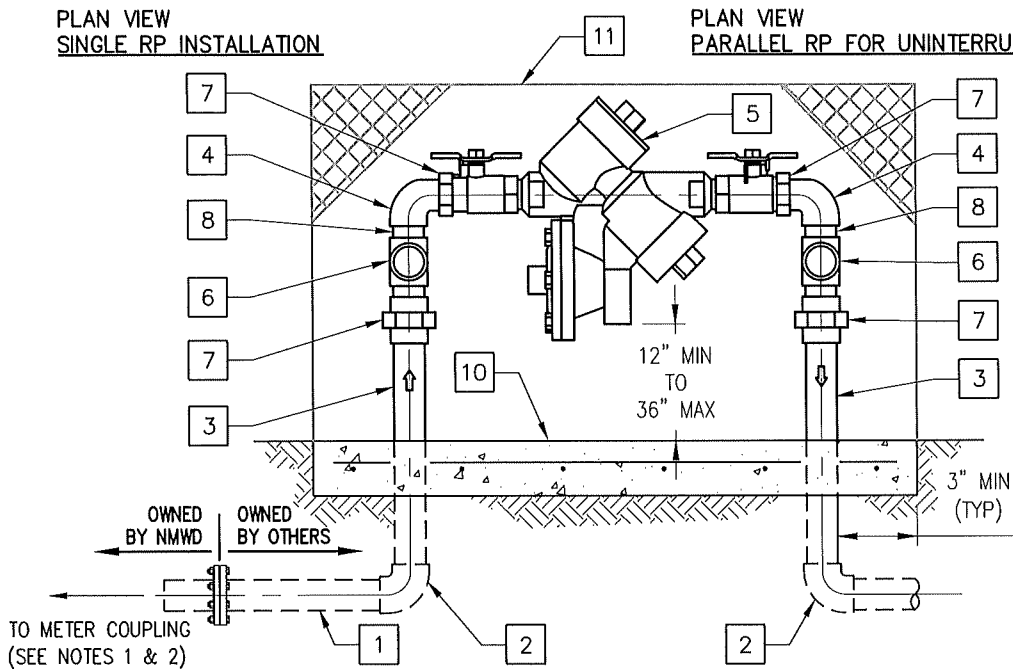 PLAN VIEW
SINGLE RP INSTALLATION
PLAN VIEW
PARALLEL RP FOR UNINTERRU
11
7
5
7
4
4
8
8
6
6
7
7
12" MIN
TO
36" MAX
10
3
3
3" MIN
(TYP)
OWNED
BY NMWD
OWNED
BY OTHERS
TO METER COUPLING
(SEE NOTES 1 & 2)
1
2
2